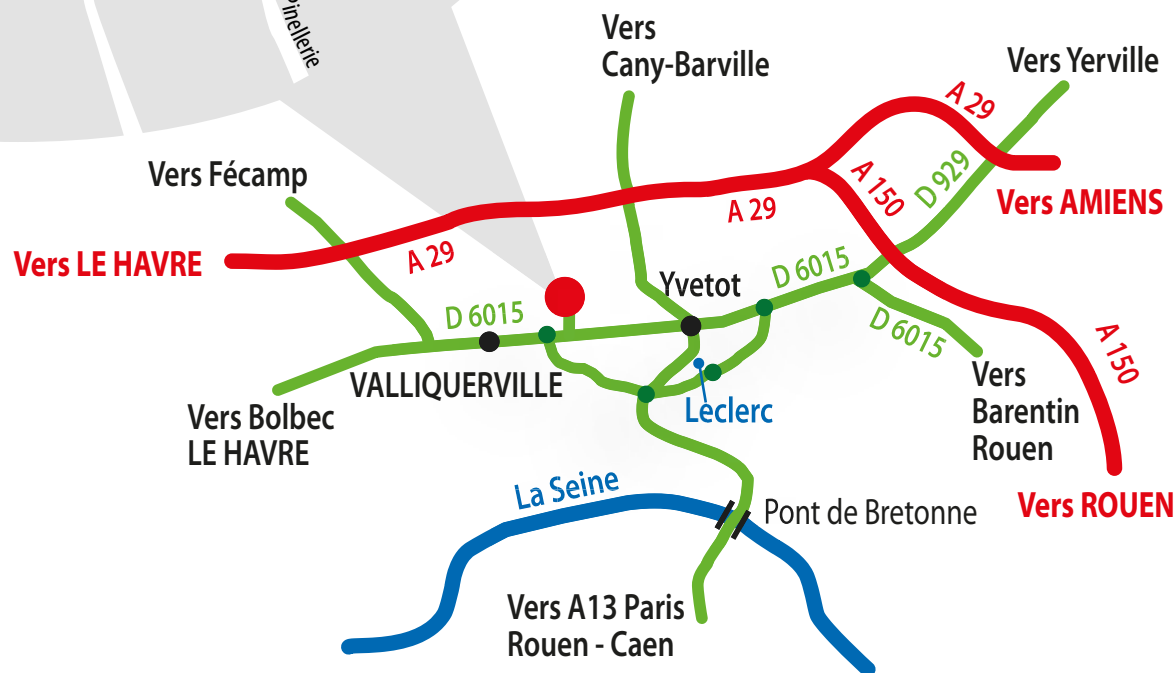 Pinellerie
Vers
Cany-Barville
Vers Yerville
A 29
Vers Fécamp
A 150
D 929
Vers AMIENS
A 29
A 29
Vers LE HAVRE
D 6015
Yvetot
D 6015
D 6015
A 150
VALLIQUERVILLE
Leclerc
Vers
Barentin
Rouen
Vers Bolbec
LE HAVRE
La Seine
Pont de Bretonne
Vers ROUEN
Vers A13 Paris
Rouen - Caen